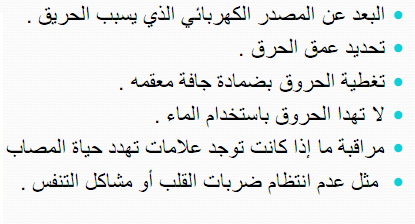 البعد عن المصدر الكهربائي الذي يسبب الحريق .
تحديد عمق الحرق .
تغطية الحروق بضمادة جافة معقمه .
لا تهدا الحروق باستخدام الماء .
مراقبة ما إذا كانت توجد علامات تهدد حياة المصاب
مثل عدم انتظام ضربات القلب أو مشاكل التنفس .